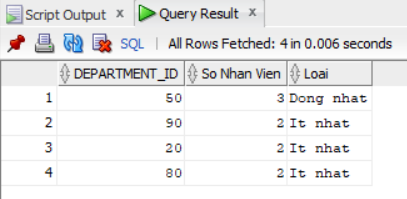 Script Output x Query Result x
SQL | All Rows Fetched: 4 in 0.006 seconds
DEPARTMENT_ID So Nhan Vien Loai
1 50 3 Dong nhat
2 90 2 It nhat
3 20 2 It nhat
4 80 2 It nhat